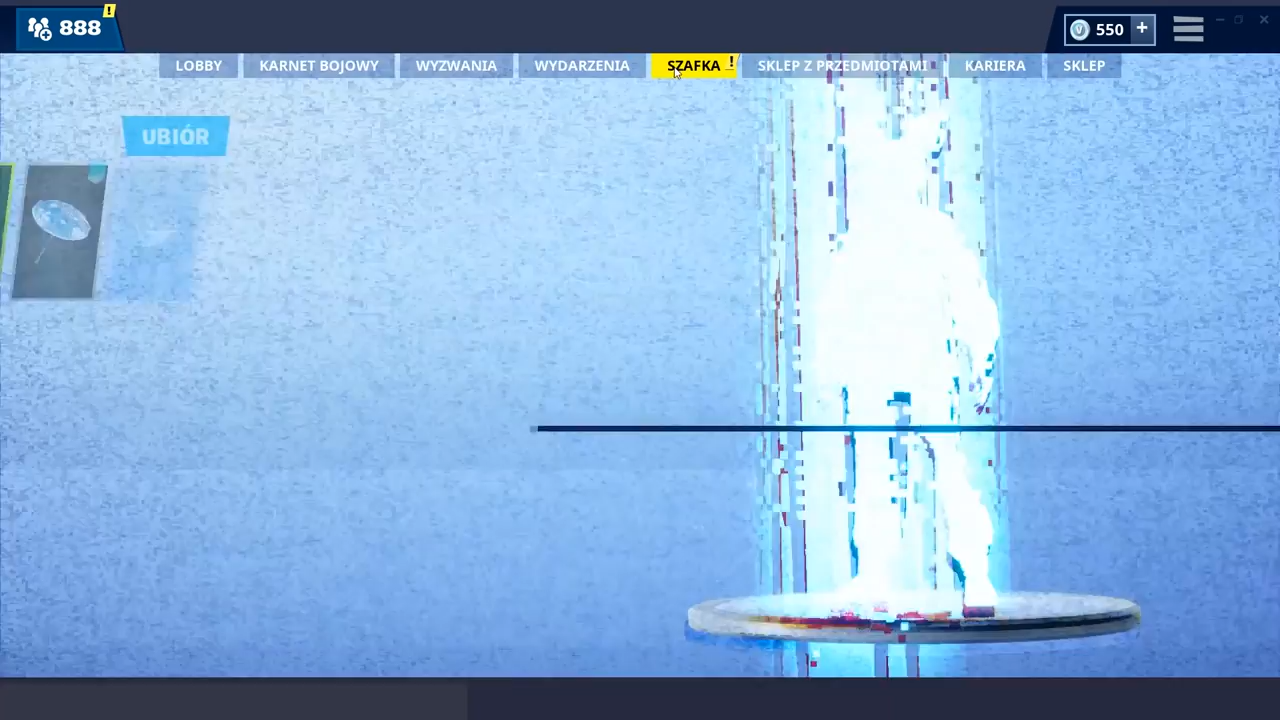 888
!
550 +
LOBBY KARNET BOJOWY WYZWANIA WYDARZENIA SZAFKA ! SKLEP Z PRZEDMIOTAMI KARIERA SKLEP
UBIÓR